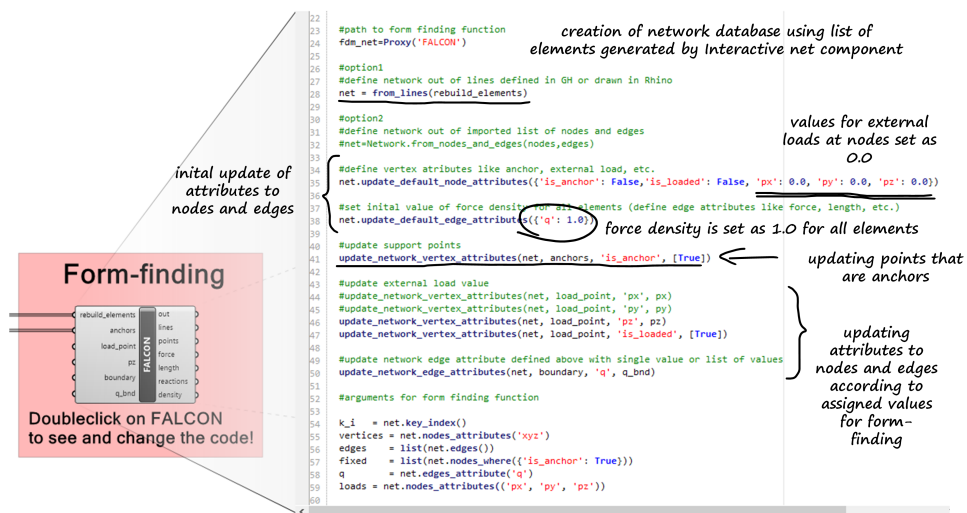 22
23 #path to form finding function
24 fdm_net=Proxy('FALCON')
25
26 #option1
27 #define network out of lines defined in GH or drawn in Rhino
28 net = from_lines(rebuild_elements)
29
30 #option2
31 #define network out of imported list of nodes and edges
32 #net=Network.from_nodes_and_edges(nodes,edges)
33
34 #define vertex atributes like anchor, external load, etc.
35 net.update_default_node_attributes({'is_anchor': False,'is_loaded': False, 'px': 0.0, 'py': 0.0, 'pz': 0.0})
36
37 #set inital value of force density for all elements (define edge attributes like force, length, etc.)
38 net.update_default_edge_attributes({'q': 1.0})
39
40 #update support points
41 update_network_vertex_attributes(net, anchors, 'is_anchor', [True])
42
43 #update external load value
44 #update_network_vertex_attributes(net, load_point, 'px', px)
45 #update_network_vertex_attributes(net, load_point, 'py', py)
46 update_network_vertex_attributes(net, load_point, 'pz', pz)
47 update_network_vertex_attributes(net, load_point, 'is_loaded', [True])
48
49 #update network edge attribute defined above with single value or list of values
50 update_network_edge_attributes(net, boundary, 'q', q_bnd)
51
52 #arguments for form finding function
53
54 k_i = net.key_index()
55 vertices = net.nodes_attributes('xyz')
56 edges = list(net.edges())
57 fixed = list(net.nodes_where({'is_anchor': True}))
58 q = net.edges_attribute('q')
59 loads = net.nodes_attributes(('px', 'py', 'pz'))
60
creation of network database using list of
elements generated by Interactive net component
values for external
loads at nodes set as
0.0
inital update of
attributes to
nodes and edges
force density is set as 1.0 for all elements
updating points that
are anchors
updating
attributes to
nodes and edges
according to
assigned values
for form-
finding
Form-finding
rebuild_elements
anchors
load_point
pz
boundary
q_bnd
FALCON
out
lines
points
force
length
reactions
density
Doubleclick on FALCON
to see and change the code!